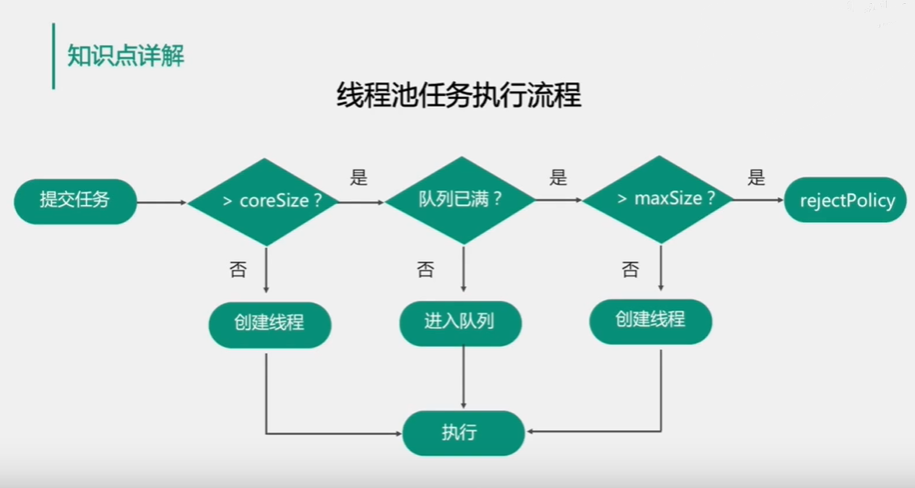 知识点详解
线程池任务执行流程
提交任务
> coreSize？
是
队列已满？
是
> maxSize？
是
rejectPolicy
否
否
否
创建线程
进入队列
创建线程
执行